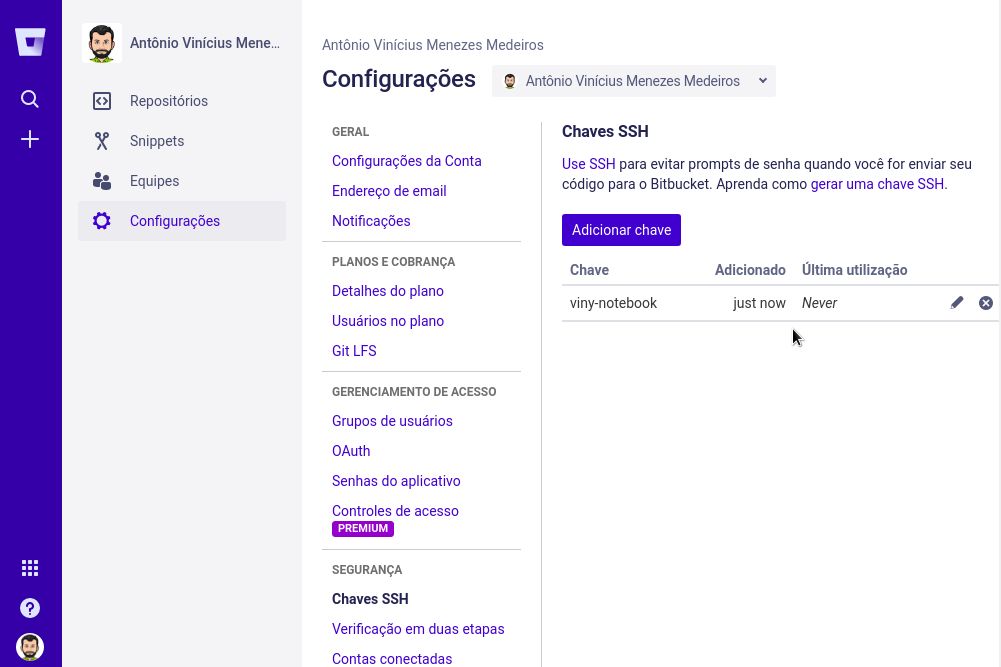 Antônio Vinícius Mene...
Repositórios
Snippets
Equipes
Configurações
Antônio Vinícius Menezes Medeiros
Configurações
Antônio Vinícius Menezes Medeiros
GERAL
Configurações da Conta
Endereço de email
Notificações
PLANOS E COBRANÇA
Detalhes do plano
Usuários no plano
Git LFS
GERENCIAMENTO DE ACESSO
Grupos de usuários
OAuth
Senhas do aplicativo
Controles de acesso
PREMIUM
SEGURANÇA
Chaves SSH
Verificação em duas etapas
Contas conectadas
Chaves SSH
Use SSH para evitar prompts de senha quando você for enviar seu
código para o Bitbucket. Aprenda como gerar uma chave SSH.
Adicionar chave
Chave Adicionado Última utilização
viny-notebook just now Never